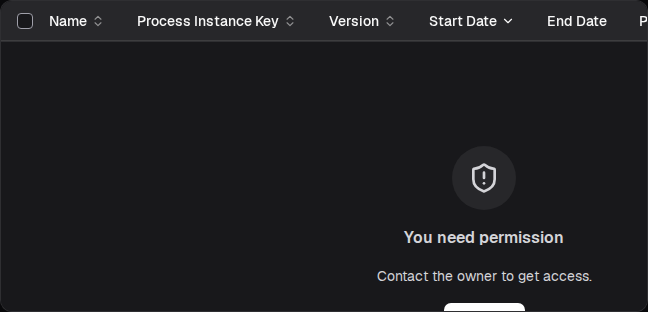 Name Process Instance Key Version Start Date End Date
You need permission
Contact the owner to get access.